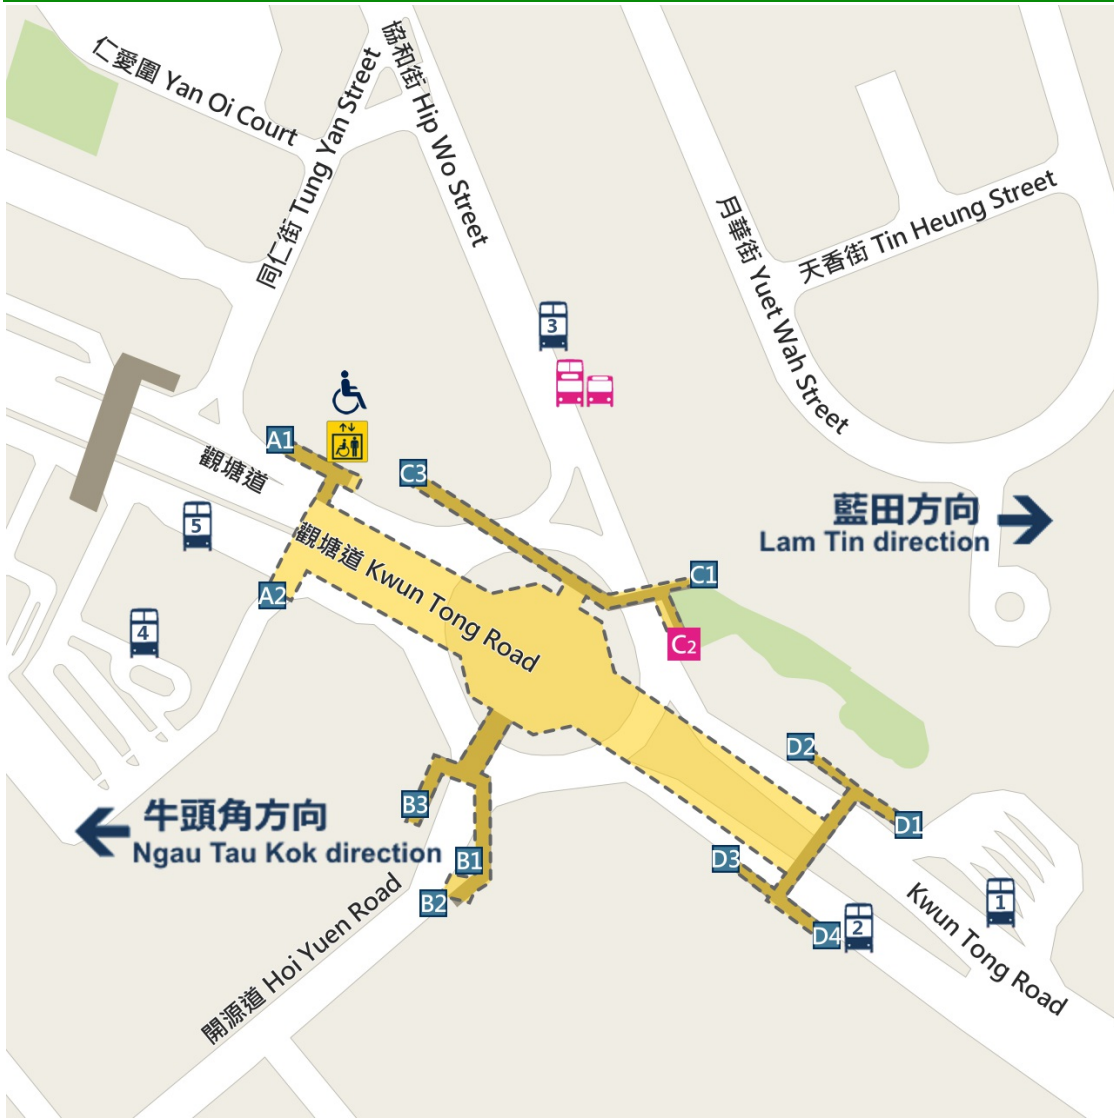 仁愛圍 Yan Oi Court
同仁街 Tung Yan Street
協和街 Hip Wo Street
月華街 Yuet Wah Street
天香街 Tin Heung Street
3
A1
觀塘道
C3
5
藍田方向
Lam Tin direction
觀塘道 Kwun Tong Road
A2
C1
4
C2
D2
牛頭角方向
Ngau Tau Kok direction
B3
D1
B1
D3
B2
1
2
D4
Kwun Tong Road
開源道 Hoi Yuen Road